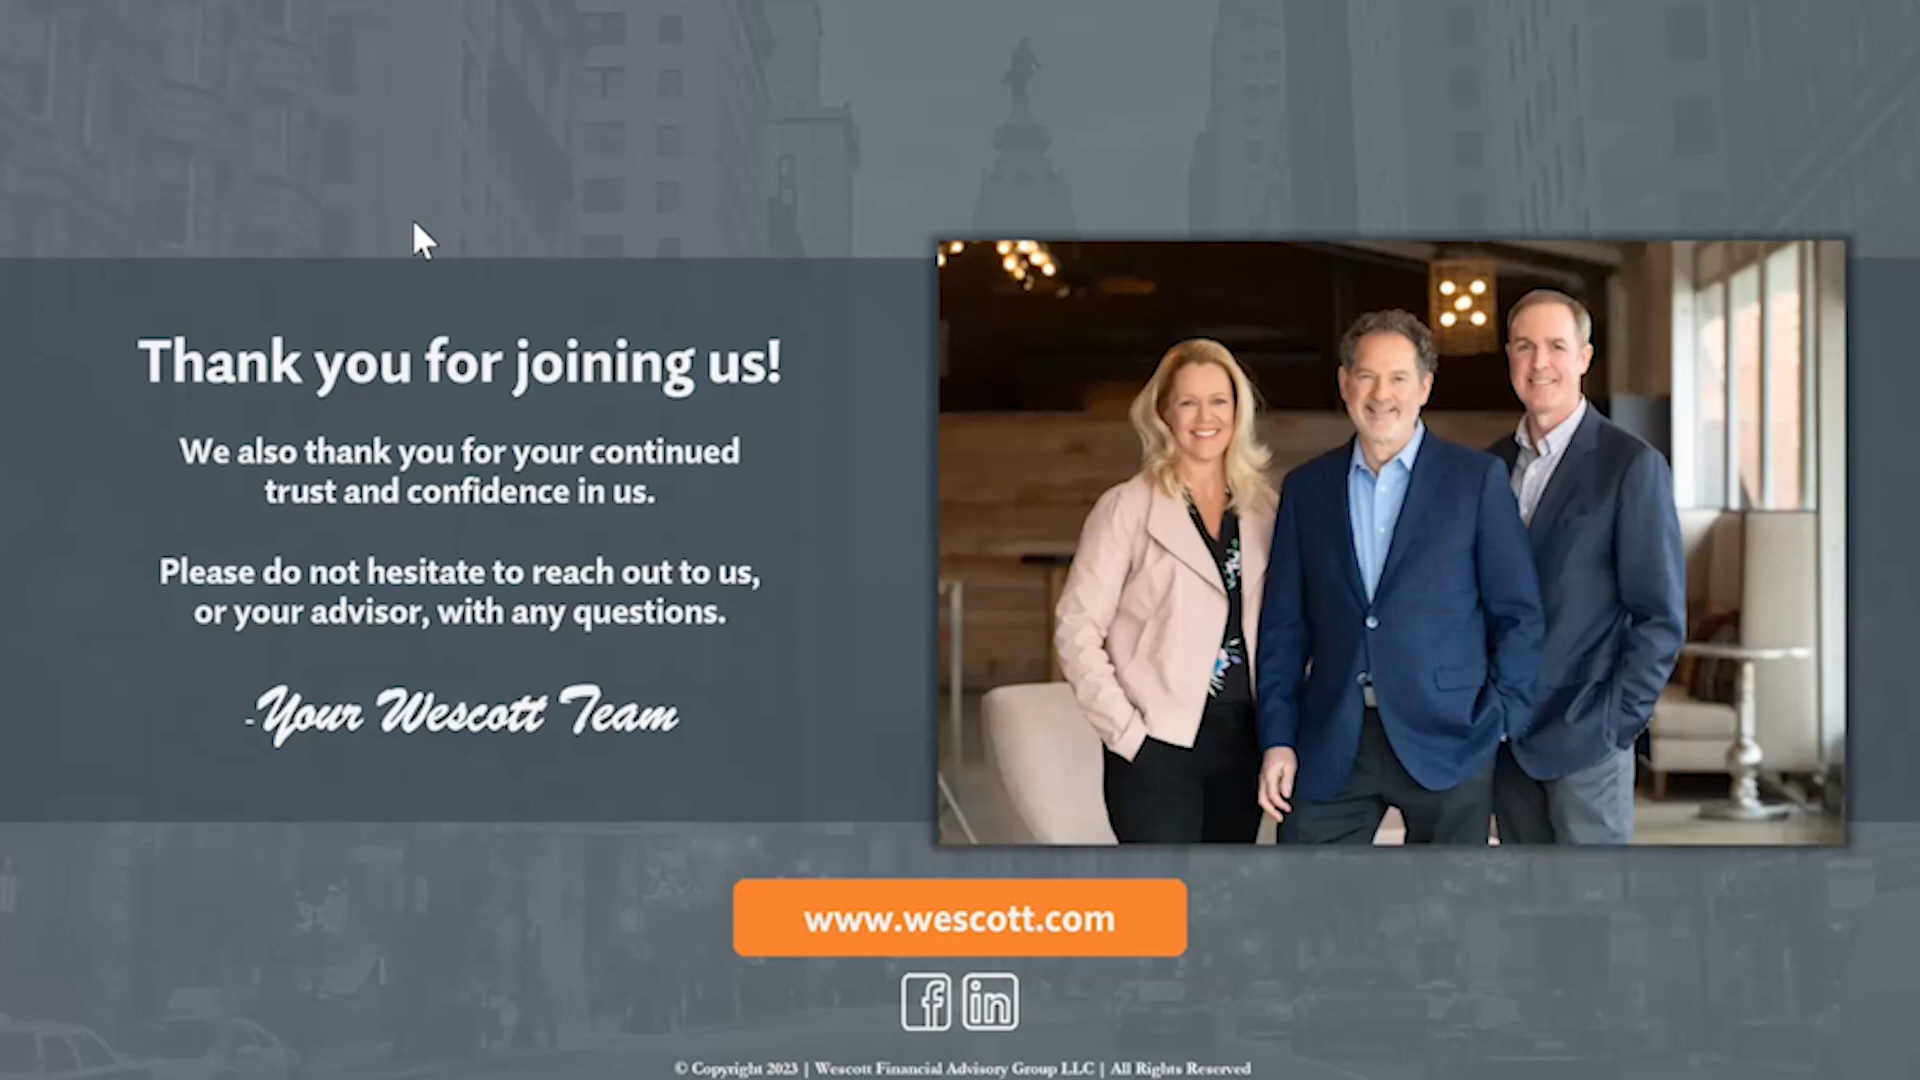 Thank you for joining us!
We also thank you for your continued
trust and confidence in us.
Please do not hesitate to reach out to us,
or your advisor, with any questions.
-Your Wescott Team
www.wescott.com
f in
© Copyright 2023 | Wescott Financial Advisory Group LLC | All Rights Reserved